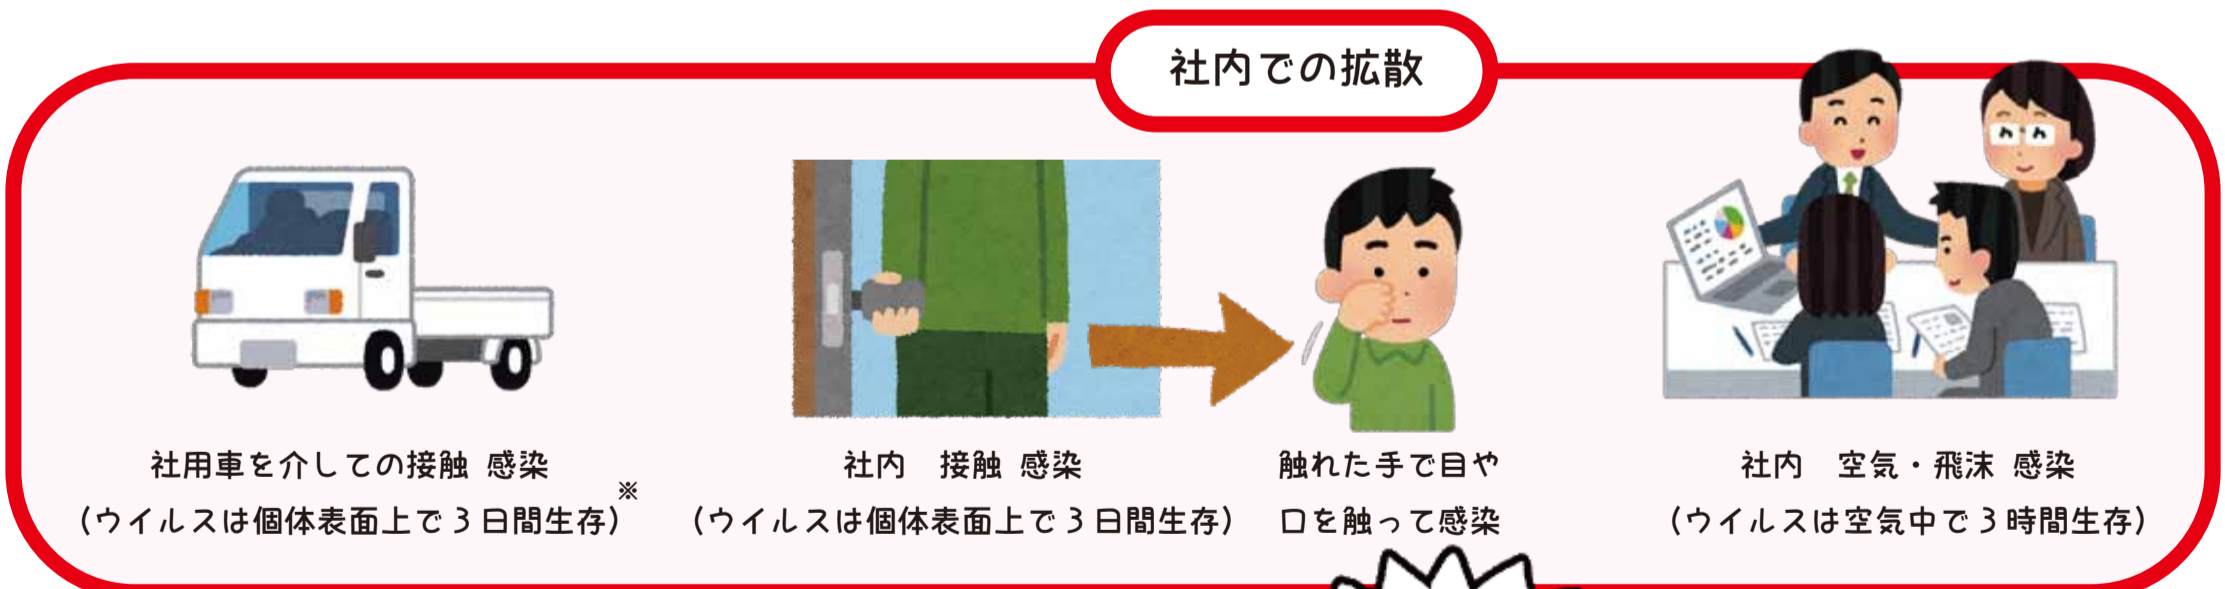 社内での拡散
社用車を介しての接触 感染
(ウイルスは個体表面上で3日間生存)※
社内　接触 感染
(ウイルスは個体表面上で3日間生存)
触れた手で目や
口を触って感染
社内　空気・飛沫 感染
(ウイルスは空気中で3時間生存)